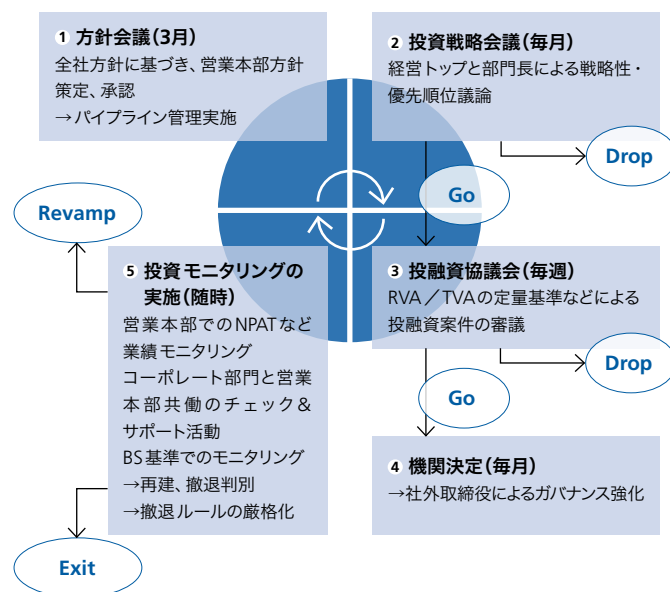 1 方針会議（3月）
全社方針に基づき、営業本部方針
策定、承認
→パイプライン管理実施
2 投資戦略会議（毎月）
経営トップと部門長による戦略性・
優先順位議論
Drop
Go
3 投融資協議会（毎週）
RVA／TVAの定量基準などによる
投融資案件の審議
Drop
Go
4 機関決定（毎月）
→社外取締役によるガバナンス強化
Revamp
5 投資モニタリングの
実施（随時）
営業本部でのNPATなど
業績モニタリング
コーポレート部門と営業
本部共働のチェック＆
サポート活動
BS基準でのモニタリング
→再建、撤退判別
→撤退ルールの厳格化
Exit